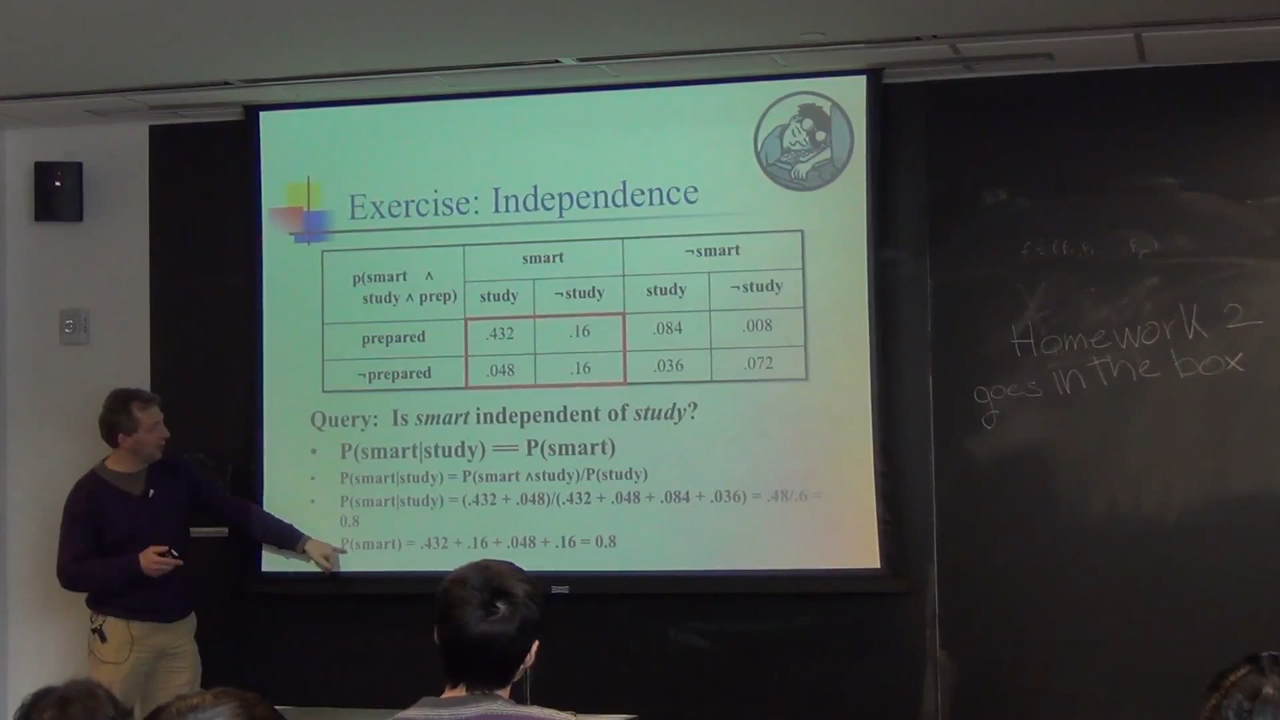 Exercise: Independence
p(smart ∧ smart ¬smart
study ∧ prep) study ¬study study ¬study
prepared .432 .16 .084 .008
¬prepared .048 .16 .036 .072
Query: Is smart independent of study?
• P(smart|study) == P(smart)
• P(smart|study) = P(smart ∧study)/P(study)
• P(smart|study) = (.432 + .048)/(.432 + .048 + .084 + .036) = .48/.6 =
0.8
P(smart) = .432 + .16 + .048 + .16 = 0.8
Homework 2
goes in the box